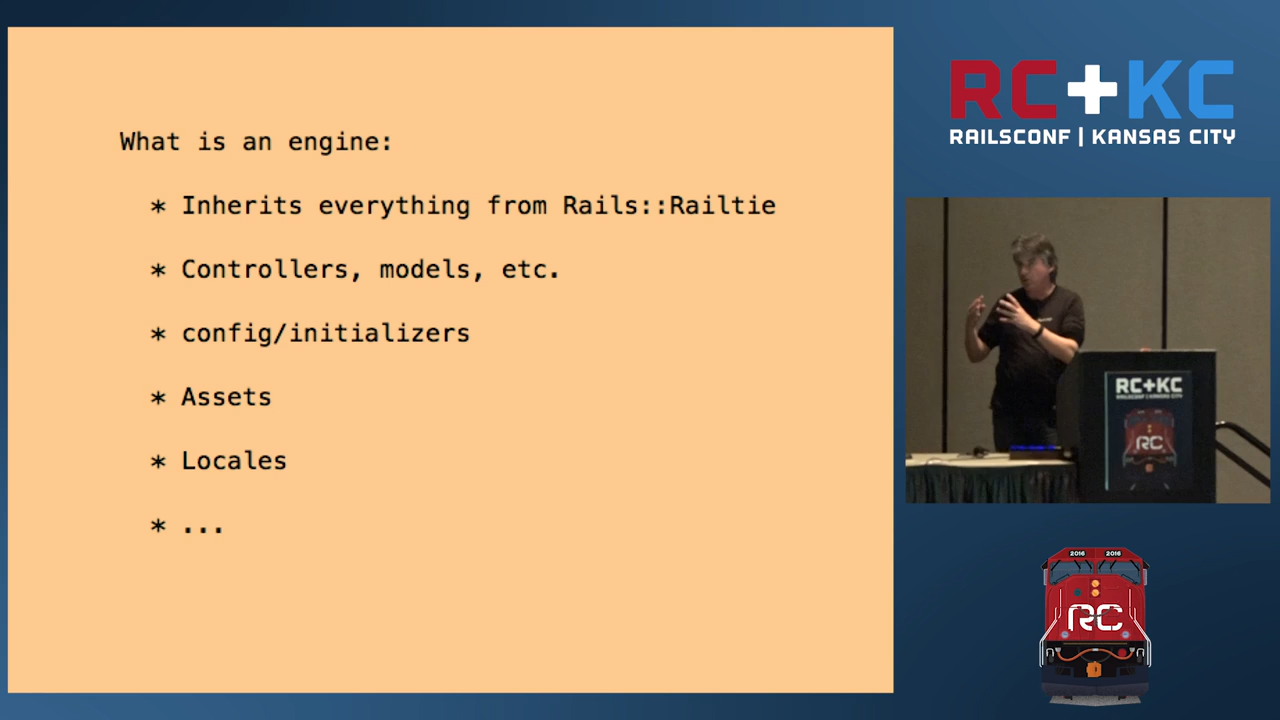 What is an engine:
* Inherits everything from Rails::Railtie
* Controllers, models, etc.
* config/initializers
* Assets
* Locales
* ...
RC+KC
RAILSCONF | KANSAS CITY
RC+KC
RAILSCONF | KANSAS CITY
RC
2016 2016
RC